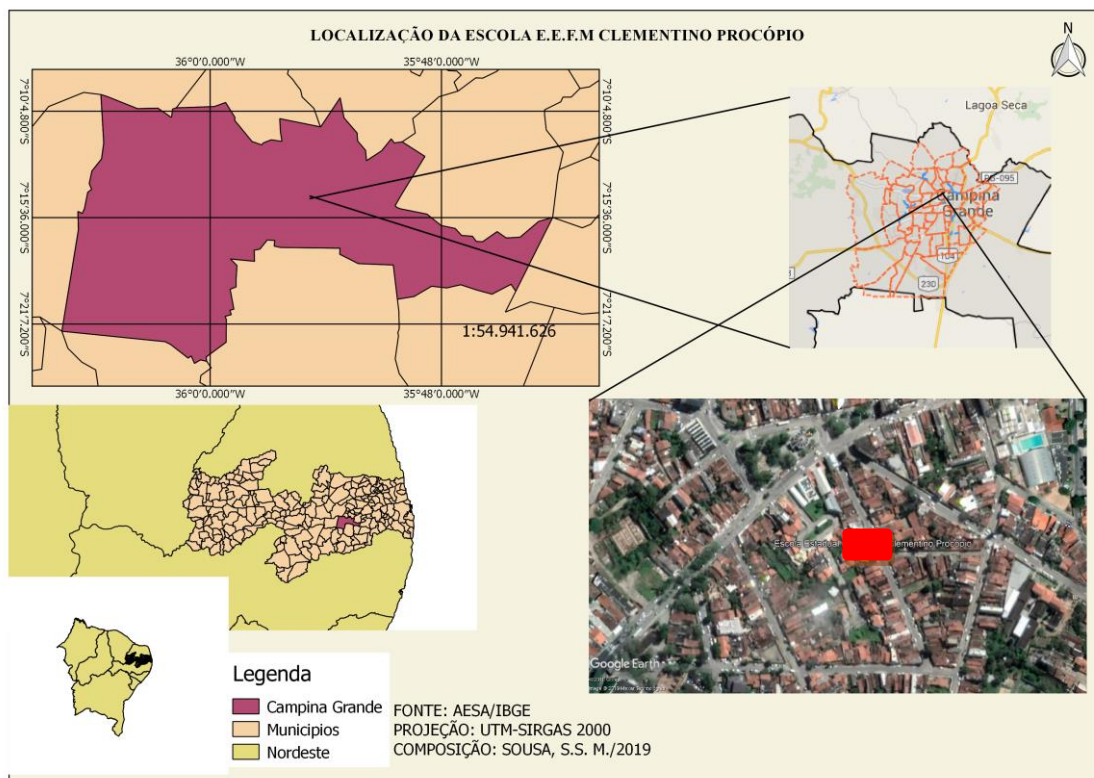 LOCALIZAÇÃO DA ESCOLA E.E.F.M CLEMENTINO PROCÓPIO
N
36°0'0.000"W
35°48'0.000"W
7°10'4.800"S
7°10'4.800"S
7°15'36.000"S
7°15'36.000"S
7°21'7.200"S
7°21'7.200"S
1:54.941.626
36°0'0.000"W
35°48'0.000"W
Lagoa Seca
Campina
Grande
104
230
Escola Estadual
Clementino Procópio
Google Earth
Legenda
Campina Grande
Municipios
Nordeste
FONTE: AESA/IBGE
PROJEÇÃO: UTM-SIRGAS 2000
COMPOSIÇÃO: SOUSA, S.S. M./2019